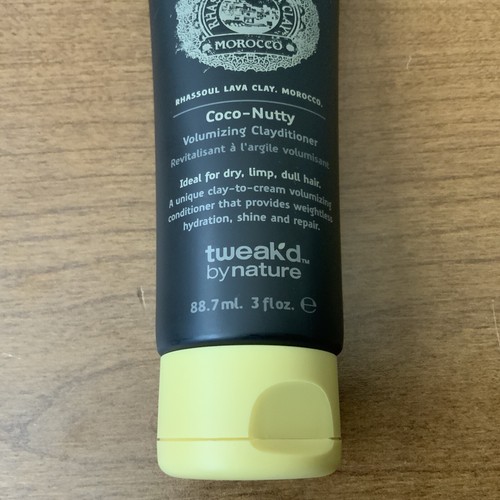 MOROCCO
RHASSOUL LAVA CLAY. MOROCCO.
Coco-Nutty
Volumizing Clayditioner
Revitalisant à l'argile volumisant
Ideal for dry, limp, dull hair.
A unique clay-to-cream volumizing
conditioner that provides weightless
hydration, shine and repair.
tweak'd™
by nature
88.7ml. 3 fl oz. ℮